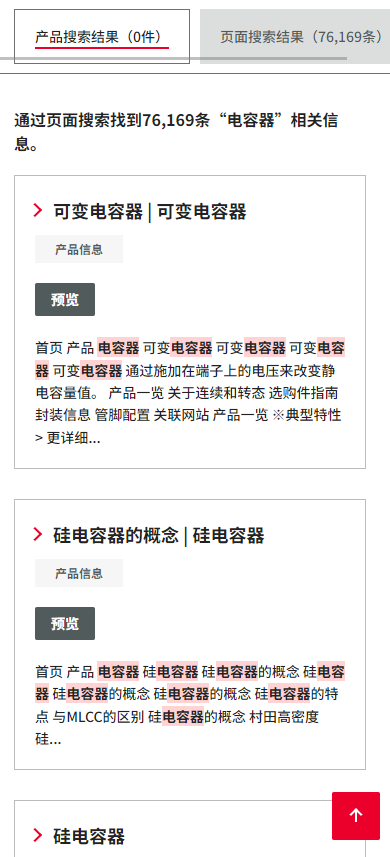 产品搜索结果（0件）
页面搜索结果（76,169条）
通过页面搜索找到76,169条“电容器”相关信
息。
可变电容器 | 可变电容器
产品信息
预览
首页 产品 电容器 可变电容器 可变电容器 可变电容
器 可变电容器 通过施加在端子上的电压来改变静
电容量值。 产品一览 关于连续和转态 选购件指南
封装信息 管脚配置 关联网站 产品一览 ※典型特性
> 更详细...
硅电容器的概念 | 硅电容器
产品信息
预览
首页 产品 电容器 硅电容器 硅电容器的概念 硅电容
器 硅电容器的概念 硅电容器的概念 硅电容器的特
点 与MLCC的区别 硅电容器的概念 村田高密度
硅...
硅电容器